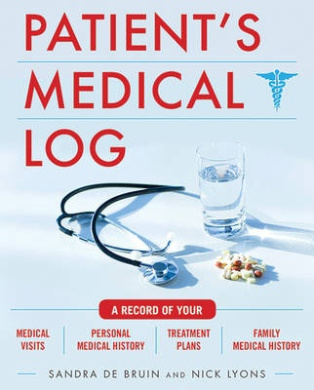 PATIENT'S
MEDICAL
LOG
A RECORD OF YOUR
MEDICAL VISITS
PERSONAL MEDICAL HISTORY
TREATMENT PLANS
FAMILY MEDICAL HISTORY
SANDRA DE BRUIN AND NICK LYONS